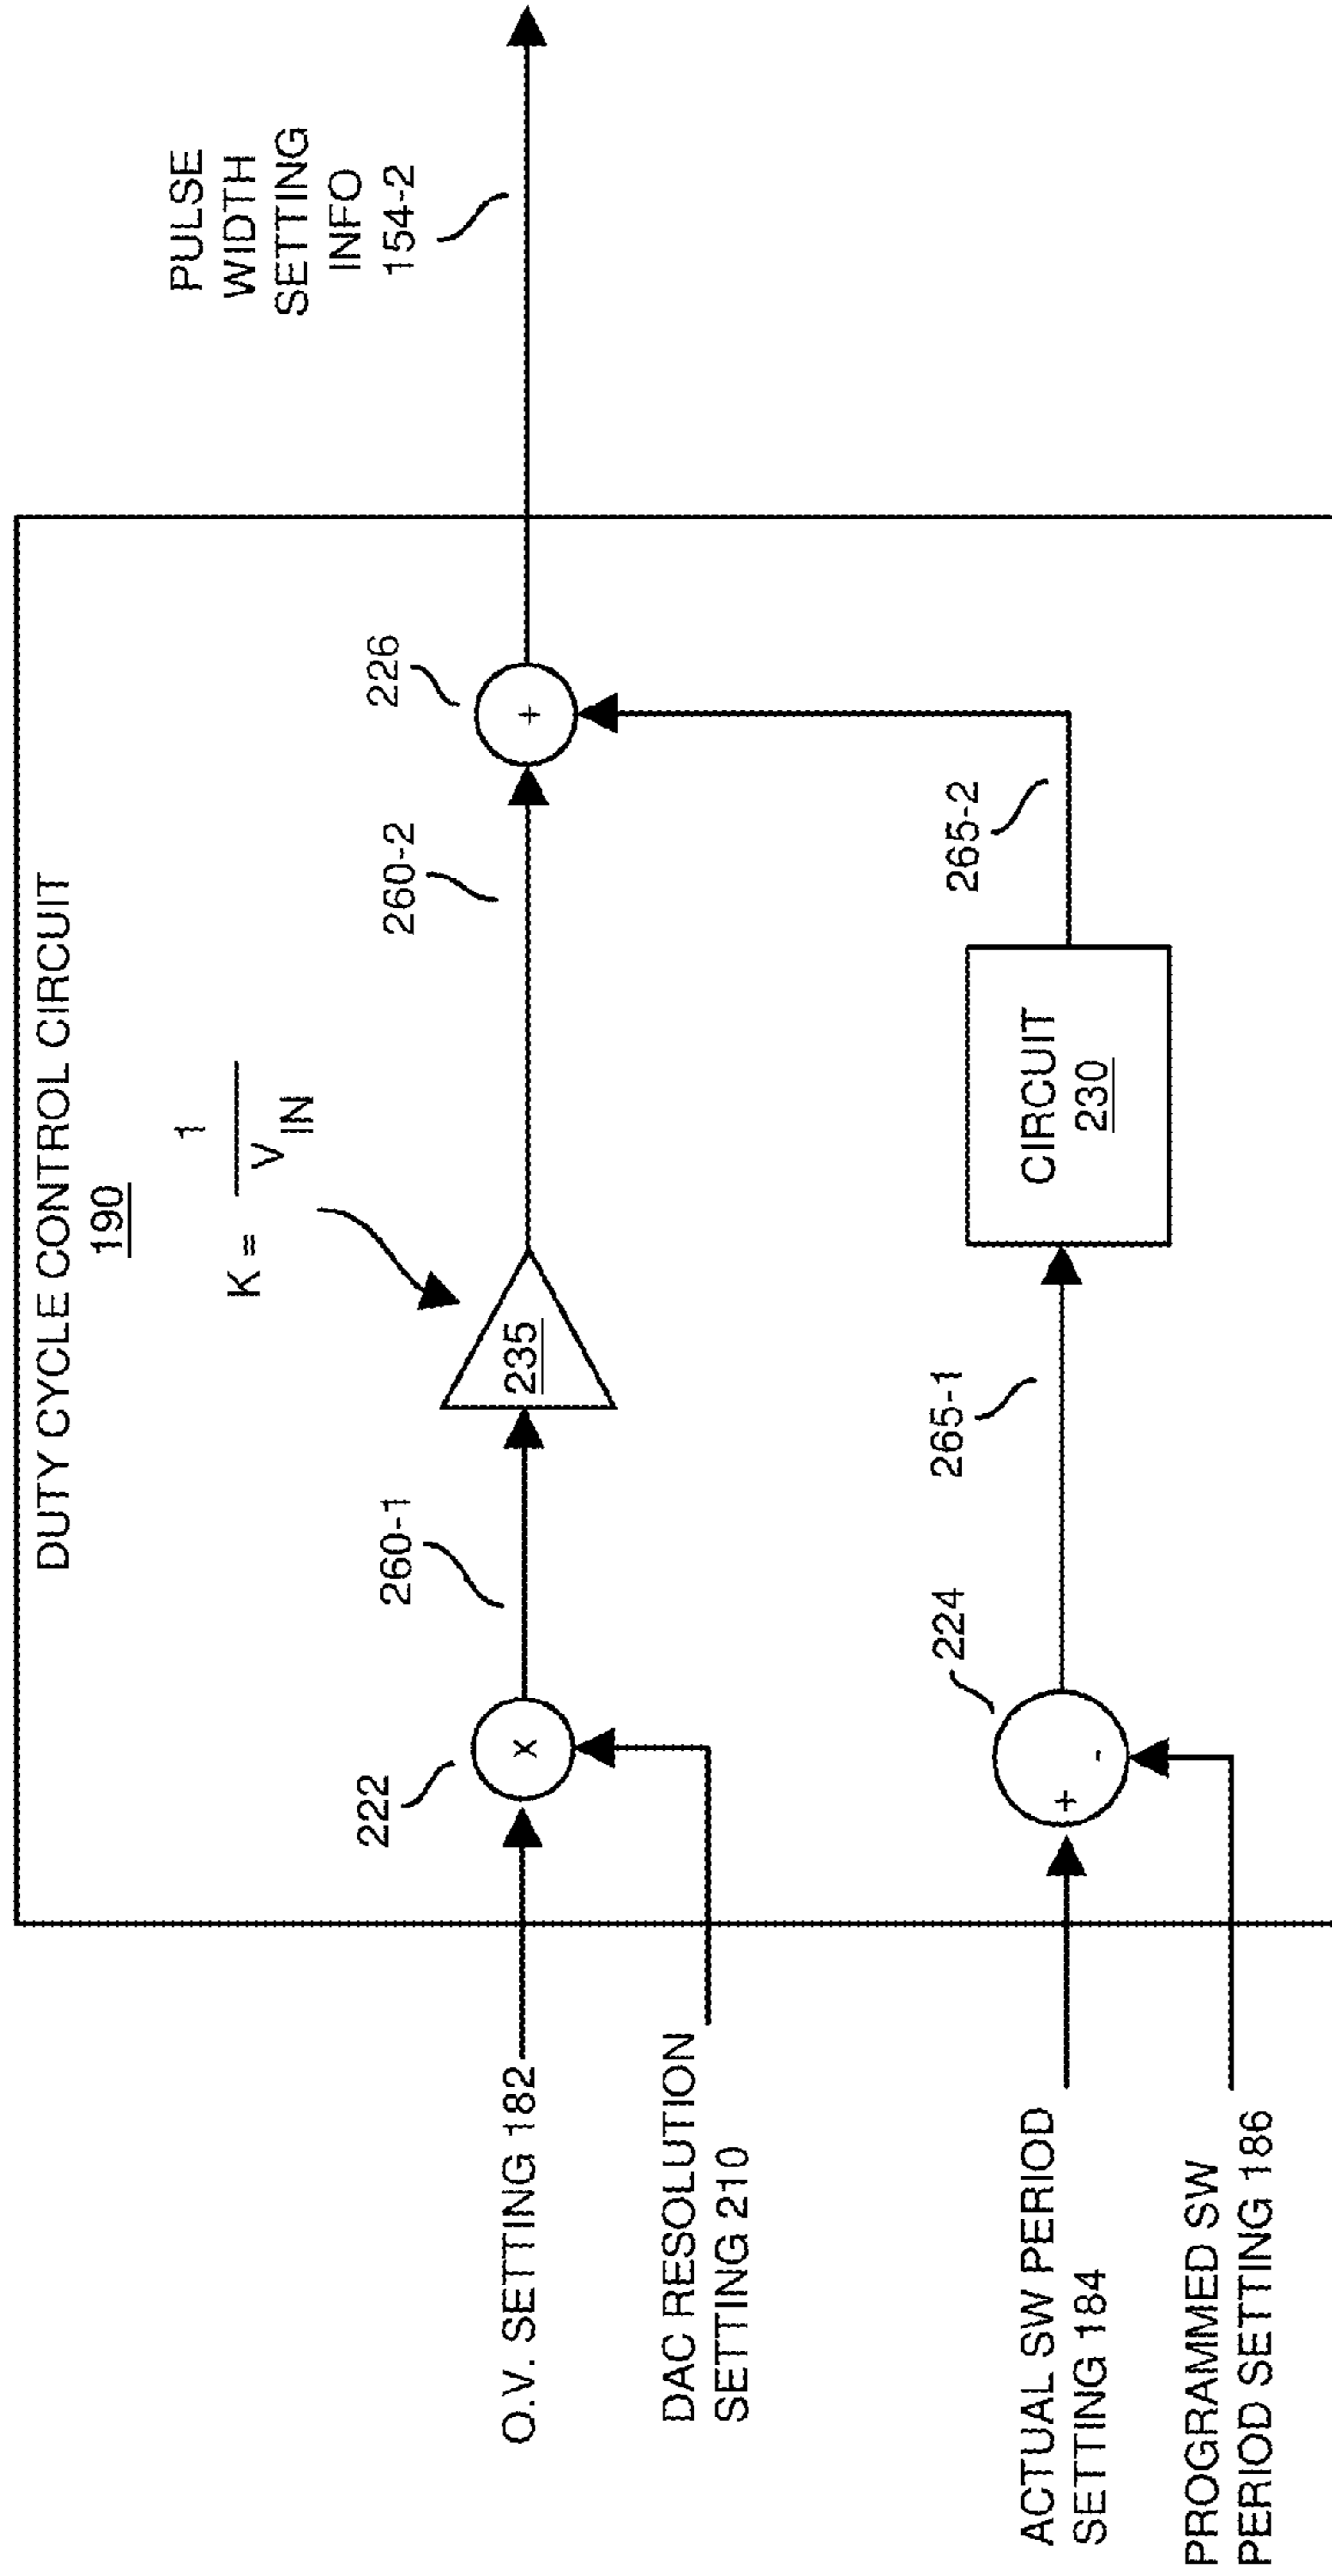 DUTY CYCLE CONTROL CIRCUIT
190
K = 1
V IN
PULSE
WIDTH
SETTING
INFO
154-2
222
260-1
235
260-2
226
x
+
O.V. SETTING 182
DAC RESOLUTION
SETTING 210
224
265-1
CIRCUIT
230
265-2
+
-
ACTUAL SW PERIOD
SETTING 184
PROGRAMMED SW
PERIOD SETTING 186